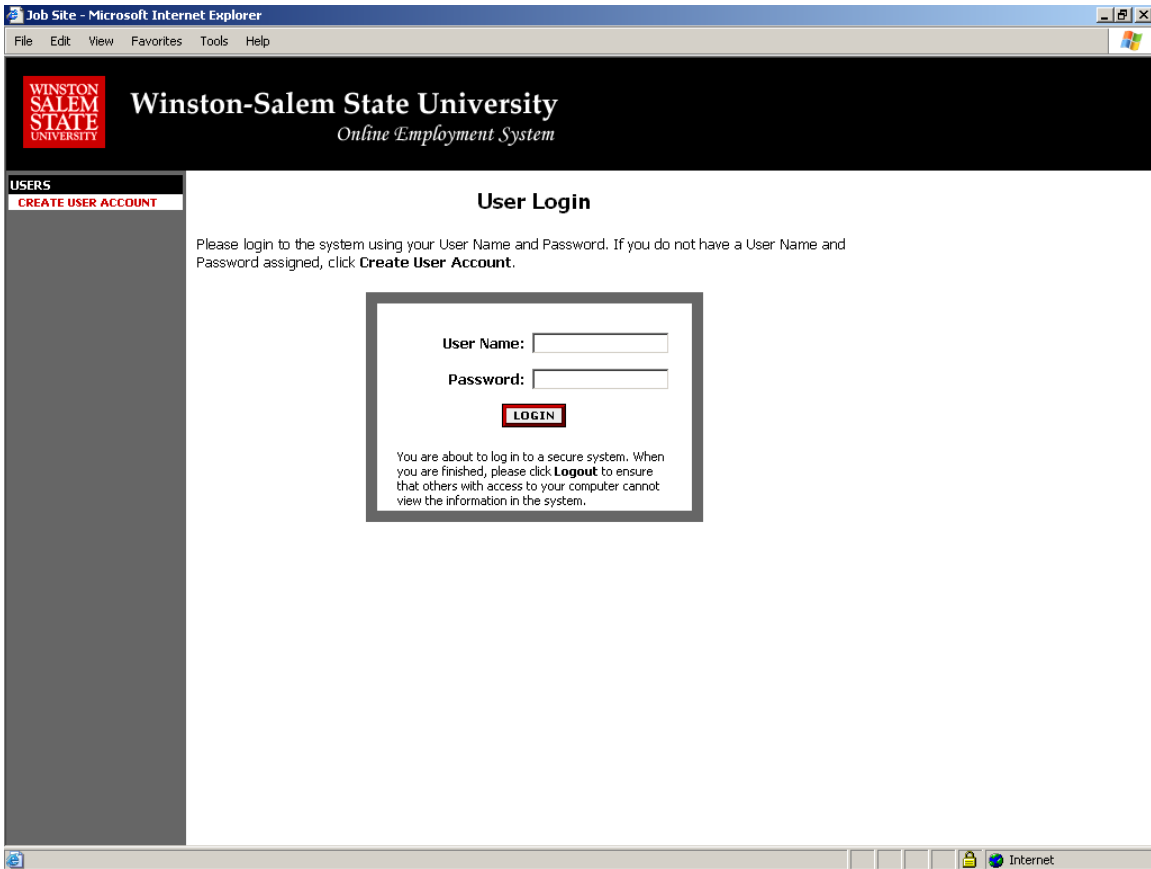 Job Site - Microsoft Internet Explorer
File Edit View Favorites Tools Help
WINSTON
SALEM
STATE
UNIVERSITY
Winston-Salem State University
Online Employment System
USERS
CREATE USER ACCOUNT
User Login
Please login to the system using your User Name and Password. If you do not have a User Name and
Password assigned, click Create User Account.
User Name:
Password:
LOGIN
You are about to log in to a secure system. When
you are finished, please click Logout to ensure
that others with access to your computer cannot
view the information in the system.
Internet